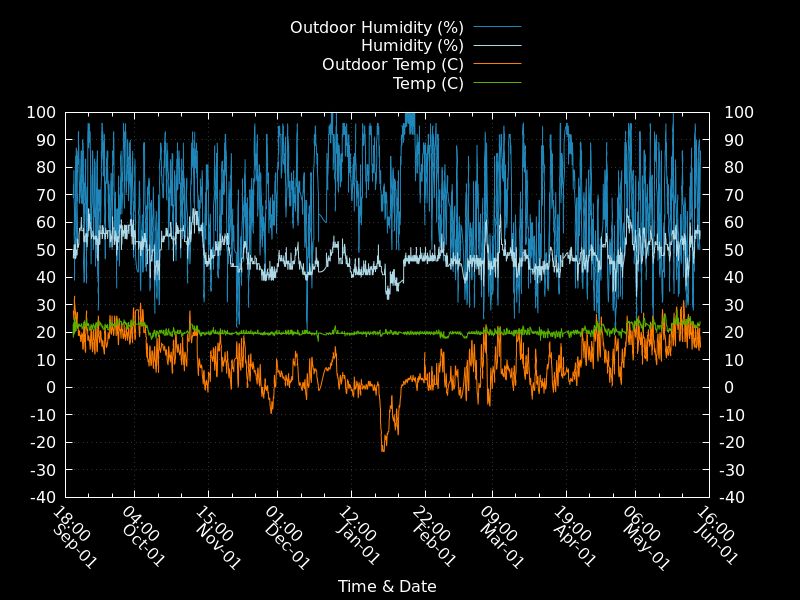 Outdoor Humidity (%)
Humidity (%)
Outdoor Temp (C)
Temp (C)
100 100
90 90
80 80
70 70
60 60
50 50
40 40
30 30
20 20
10 10
0 0
-10 -10
-20 -20
-30 -30
-40 -40
18:00
Sep-01
04:00
Oct-01
15:00
Nov-01
01:00
Dec-01
12:00
Jan-01
22:00
Feb-01
09:00
Mar-01
19:00
Apr-01
06:00
May-01
16:00
Jun-01
Time & Date